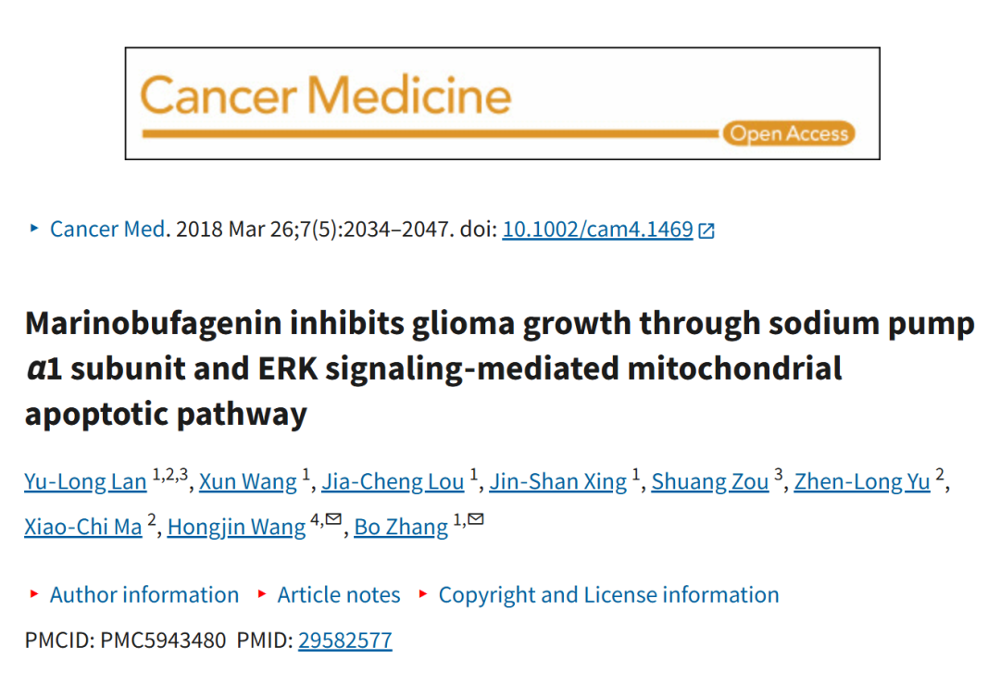 Cancer Medicine
Open Access
‣ Cancer Med. 2018 Mar 26;7(5):2034–2047. doi: 10.1002/cam4.1469
Marinobufagenin inhibits glioma growth through sodium pump
α1 subunit and ERK signaling‐mediated mitochondrial
apoptotic pathway
Yu‐Long Lan 1,2,3, Xun Wang 1, Jia‐Cheng Lou 1, Jin‐Shan Xing 1, Shuang Zou 3, Zhen‐Long Yu 2,
Xiao‐Chi Ma 2, Hongjin Wang 4,✉, Bo Zhang 1,✉
‣ Author information ‣ Article notes ‣ Copyright and License information
PMCID: PMC5943480 PMID: 29582577